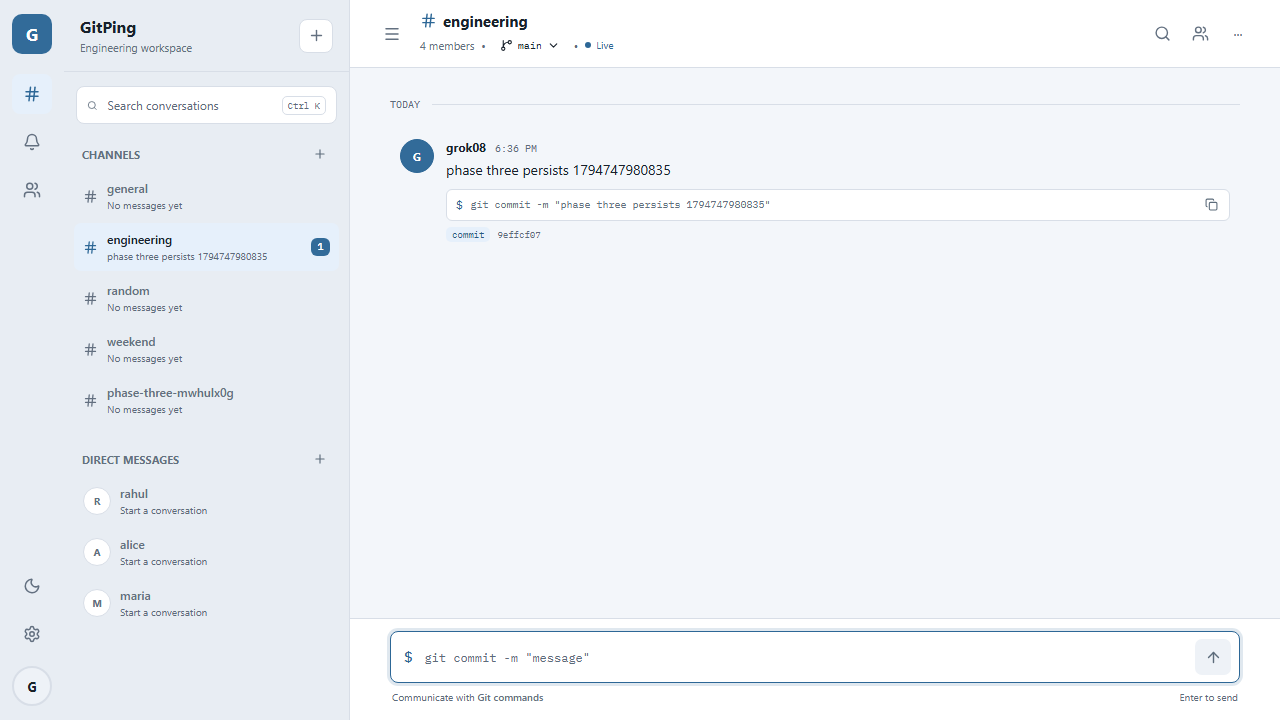 G
GitPing
Engineering workspace
Search conversations
Ctrl K
CHANNELS
general
No messages yet
engineering
phase three persists 1794747980835
1
random
No messages yet
weekend
No messages yet
phase-three-mwhulx0g
No messages yet
DIRECT MESSAGES
R
rahul
Start a conversation
A
alice
Start a conversation
M
maria
Start a conversation
G
engineering
4 members • main • Live
TODAY
G
grok08 6:36 PM
phase three persists 1794747980835
$ git commit -m "phase three persists 1794747980835"
commit 9effcf07
$ git commit -m "message"
Communicate with Git commands
Enter to send